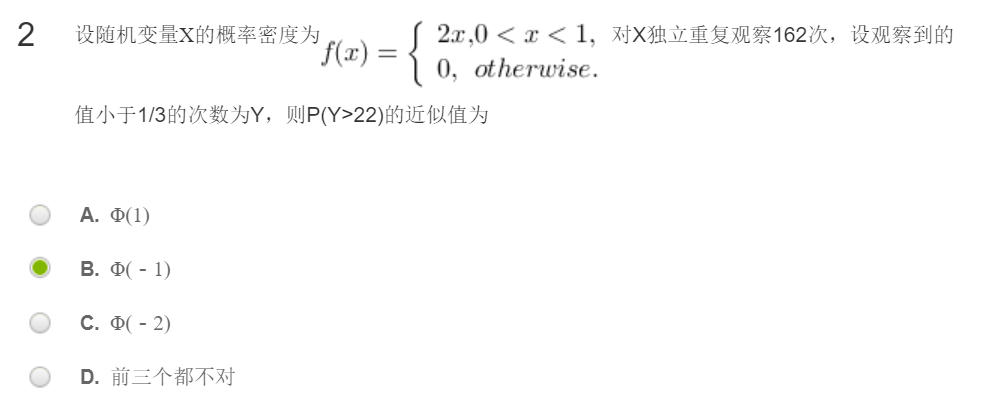 2 设随机变量X的概率密度为 f(x) = { 2x,0 < x < 1, 对X独立重复观察162次，设观察到的
0, otherwise.
值小于1/3的次数为Y，则P(Y>22)的近似值为
A. Φ(1)
B. Φ( - 1)
C. Φ( - 2)
D. 前三个都不对